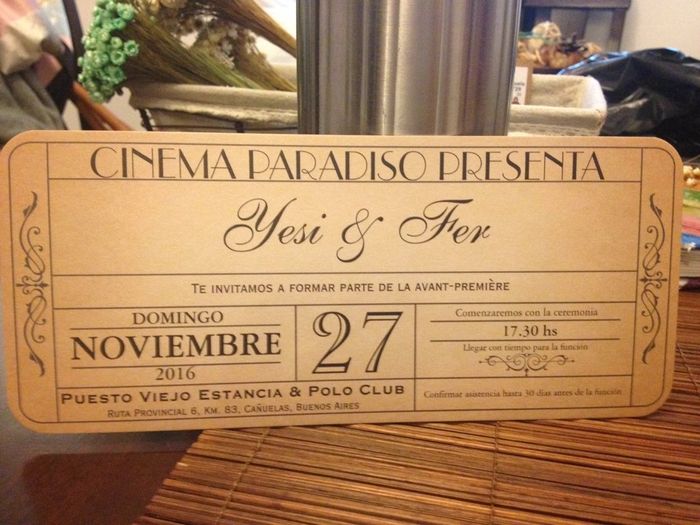 CINEMA PARADISO PRESENTA
Yesi & Fer
TE INVITAMOS A FORMAR PARTE DE LA AVANT-PREMIÈRE
DOMINGO
NOVIEMBRE
2016
27
Comenzaremos con la ceremonia
17.30 hs
Llegar con tiempo para la función
PUESTO VIEJO ESTANCIA & POLO CLUB
RUTA PROVINCIAL 6, KM. 83, CAÑUELAS, BUENOS AIRES
Confirmar asistencia hasta 30 días antes de la función